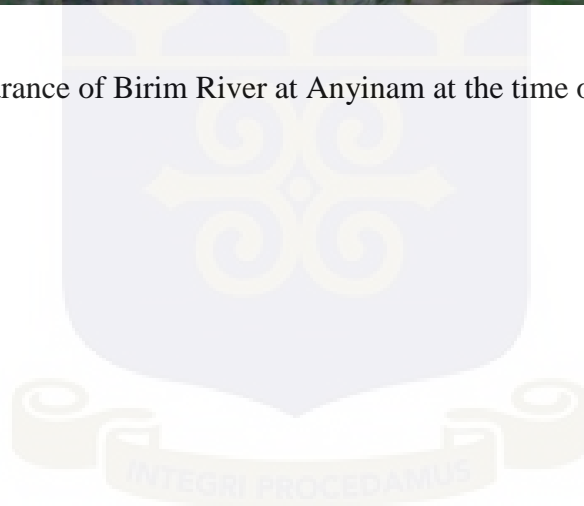 rance of Birim River at Anyinam at the time o
INTEGRI PROCEDAMUS